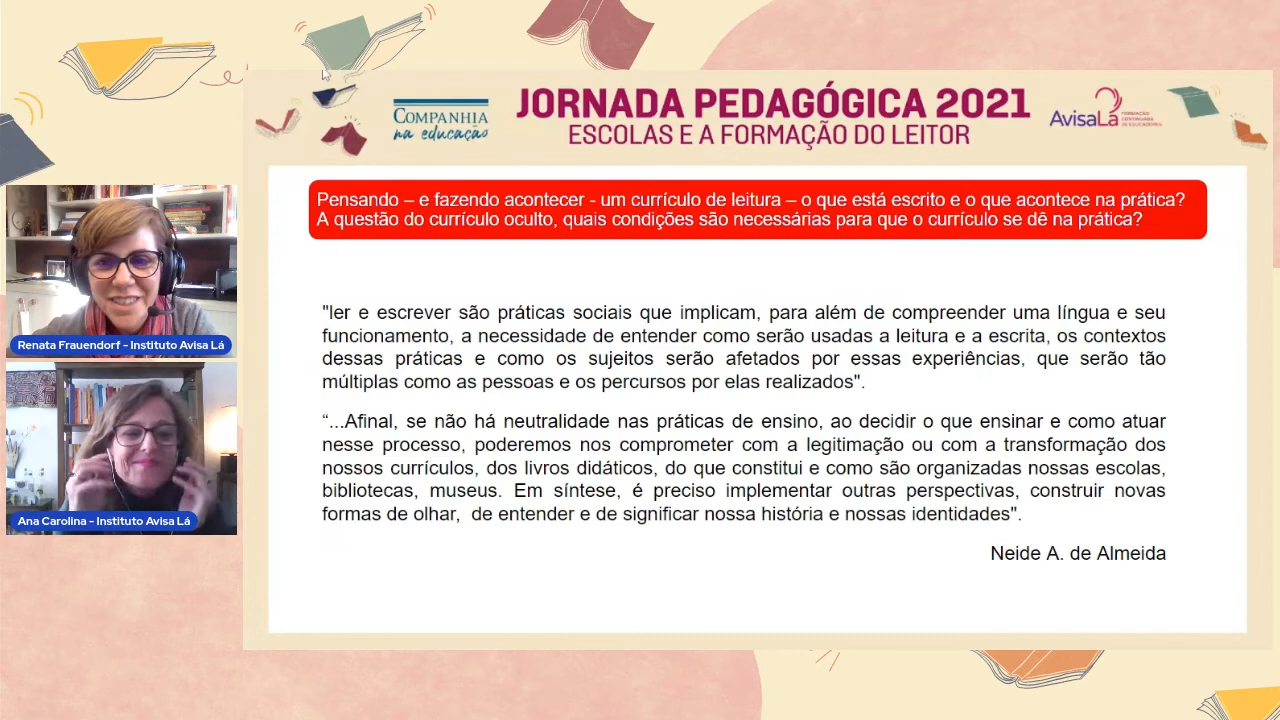 COMPANHIA
na educação
JORNADA PEDAGÓGICA 2021
ESCOLAS E A FORMAÇÃO DO LEITOR
AvisaLá
FORMAÇÃO
CONTINUADA
DE EDUCADORES
Pensando – e fazendo acontecer - um currículo de leitura – o que está escrito e o que acontece na prática?
A questão do currículo oculto, quais condições são necessárias para que o currículo se dê na prática?
"ler e escrever são práticas sociais que implicam, para além de compreender uma língua e seu
funcionamento, a necessidade de entender como serão usadas a leitura e a escrita, os contextos
dessas práticas e como os sujeitos serão afetados por essas experiências, que serão tão
múltiplas como as pessoas e os percursos por elas realizados".
“...Afinal, se não há neutralidade nas práticas de ensino, ao decidir o que ensinar e como atuar
nesse processo, poderemos nos comprometer com a legitimação ou com a transformação dos
nossos currículos, dos livros didáticos, do que constitui e como são organizadas nossas escolas,
bibliotecas, museus. Em síntese, é preciso implementar outras perspectivas, construir novas
formas de olhar, de entender e de significar nossa história e nossas identidades".
Neide A. de Almeida
Renata Frauendorf - Instituto Avisa Lá
Ana Carolina - Instituto Avisa Lá